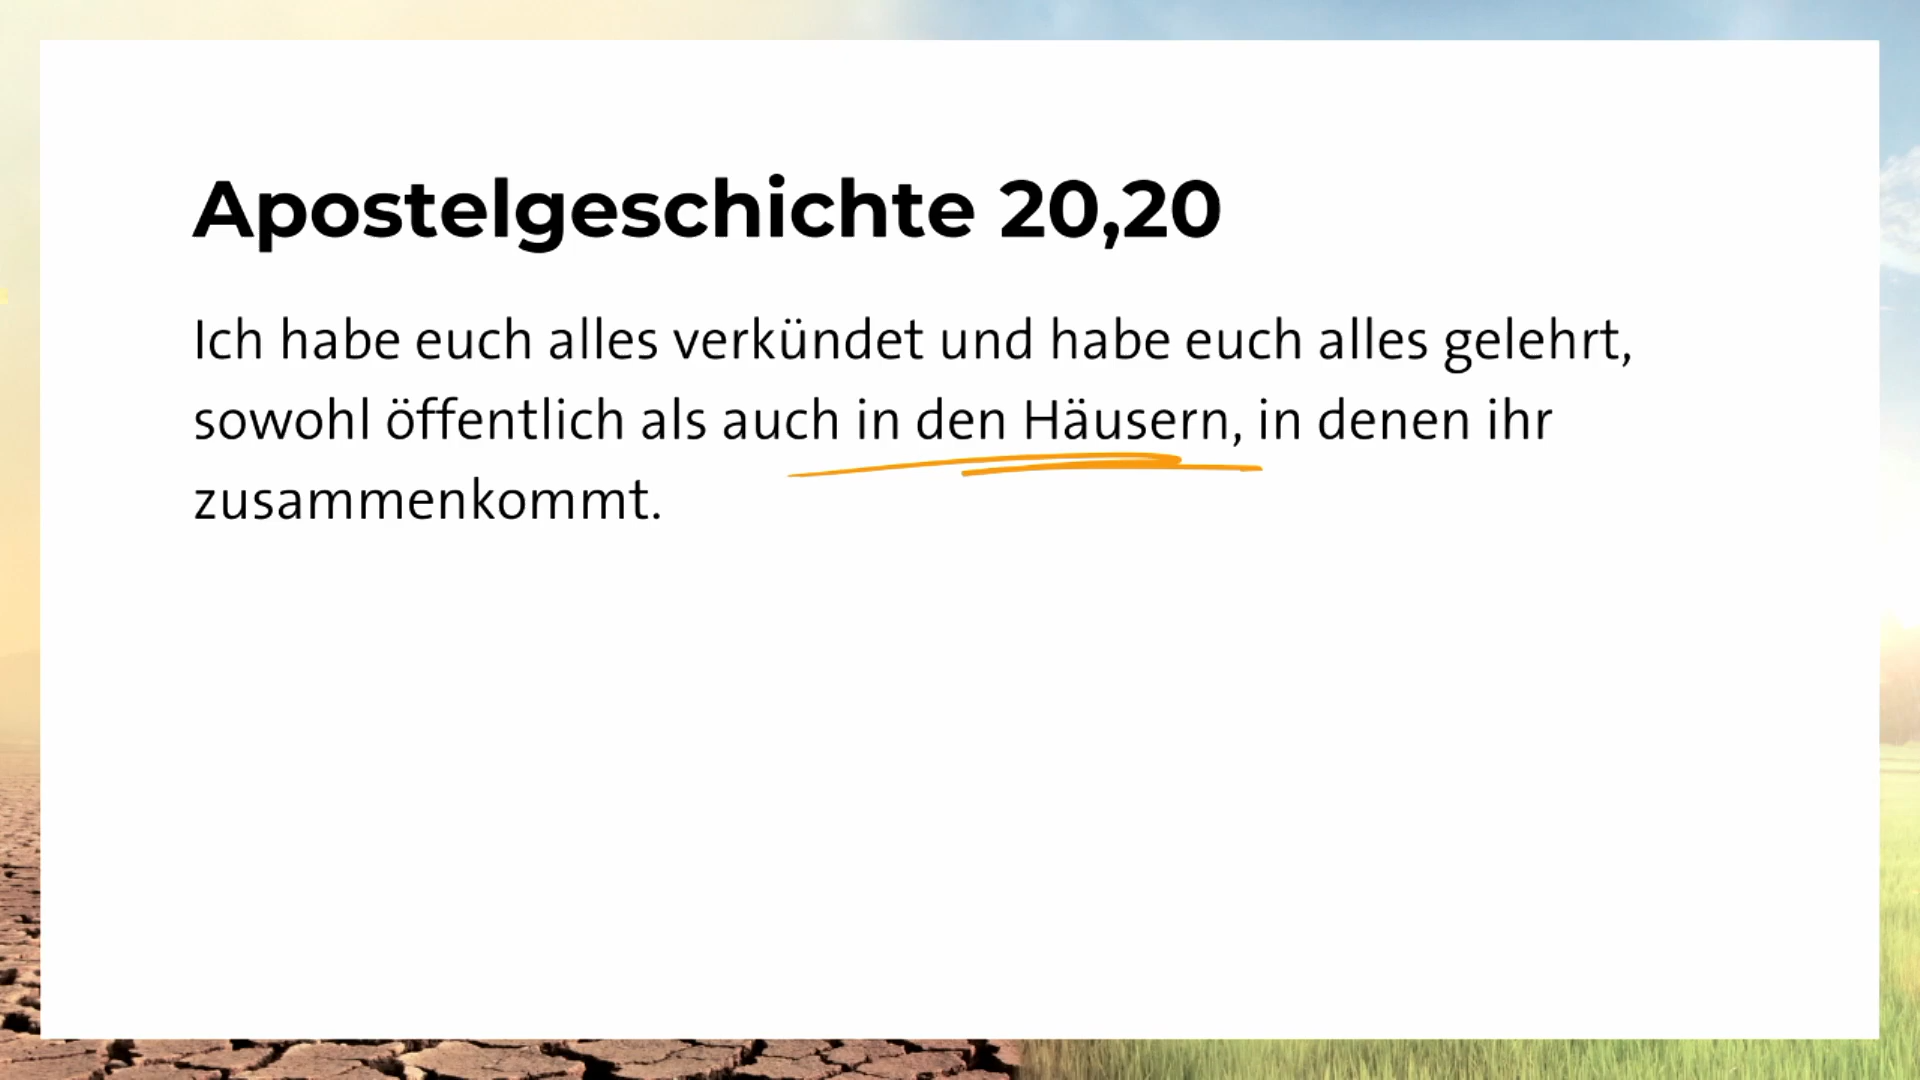 Apostelgeschichte 20,20
Ich habe euch alles verkündet und habe euch alles gelehrt,
sowohl öffentlich als auch in den Häusern, in denen ihr
zusammenkommt.